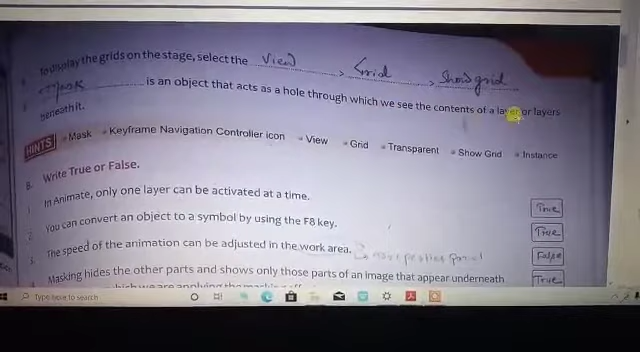 To display the grids on the stage, select the View > Grid > Show grid
Mask is an object that acts as a hole through which we see the contents of a layer or layers
beneath it.
HINTS • Mask • Keyframe Navigation Controller icon • View • Grid • Transparent • Show Grid • Instance
B. Write True or False.
1. In Animate, only one layer can be activated at a time. True
2. You can convert an object to a symbol by using the F8 key. True
3. The speed of the animation can be adjusted in the work area. False
4. Masking hides the other parts and shows only those parts of an image that appear underneath True
Type here to search